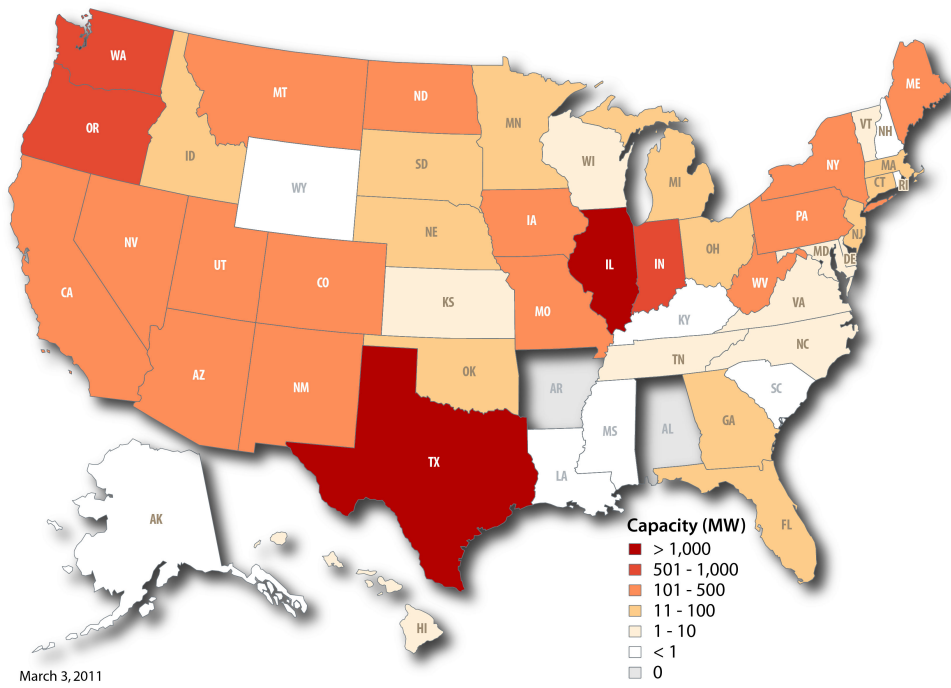 WA
ME
MT
ND
VT
MN
OR
NH
ID
WI
SD
NY
MA
WY
MI
CT
RI
PA
IA
NE
NJ
NV
OH
MD
UT
IL
IN
DE
CO
WV
CA
KS
VA
MO
KY
NC
TN
AZ
OK
NM
AR
SC
GA
AL
MS
TX
LA
AK
FL
HI
Capacity (MW)
> 1,000
501 - 1,000
101 - 500
11 - 100
1 - 10
< 1
0
March 3, 2011